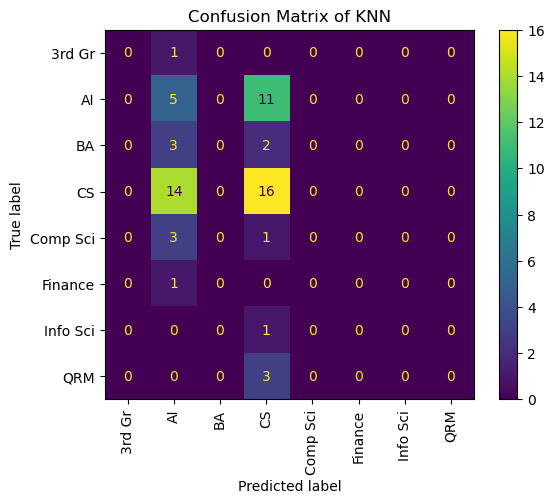 Confusion Matrix of KNN
True label
3rd Gr 0 1 0 0 0 0 0 0
AI 0 5 0 11 0 0 0 0
BA 0 3 0 2 0 0 0 0
CS 0 14 0 16 0 0 0 0
Comp Sci 0 3 0 1 0 0 0 0
Finance 0 1 0 0 0 0 0 0
Info Sci 0 0 0 1 0 0 0 0
QRM 0 0 0 3 0 0 0 0
3rd Gr AI BA CS Comp Sci Finance Info Sci QRM
Predicted label
16
14
12
10
8
6
4
2
0